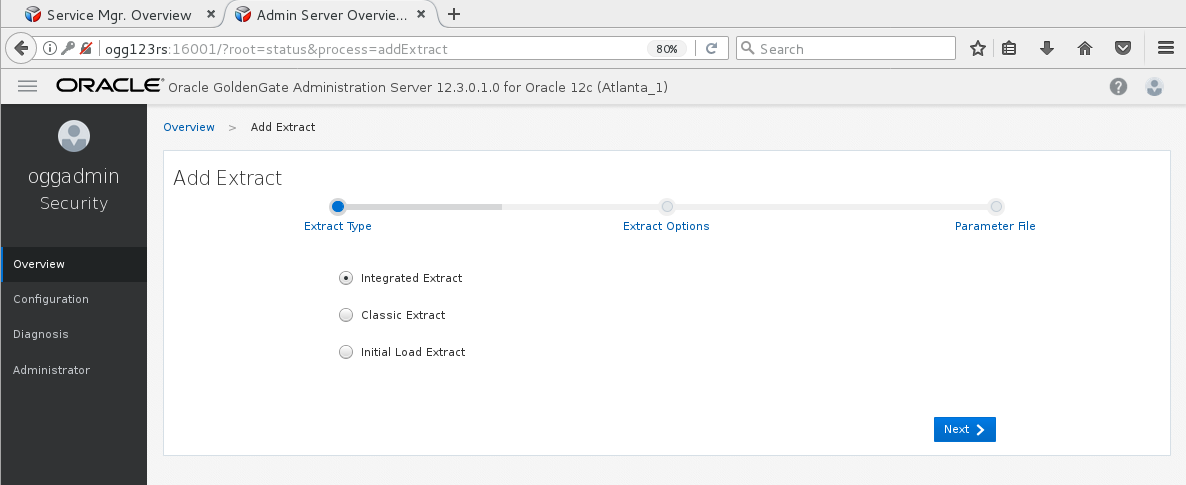 Service Mgr. Overview
Admin Server Overvie...
ogg123rs:16001/?root=status&process=addExtract
80%
Search
ORACLE Oracle GoldenGate Administration Server 12.3.0.1.0 for Oracle 12c (Atlanta_1)
?
oggadmin
Security
Overview
Configuration
Diagnosis
Administrator
Overview > Add Extract
Add Extract
Extract Type
Extract Options
Parameter File
Integrated Extract
Classic Extract
Initial Load Extract
Next